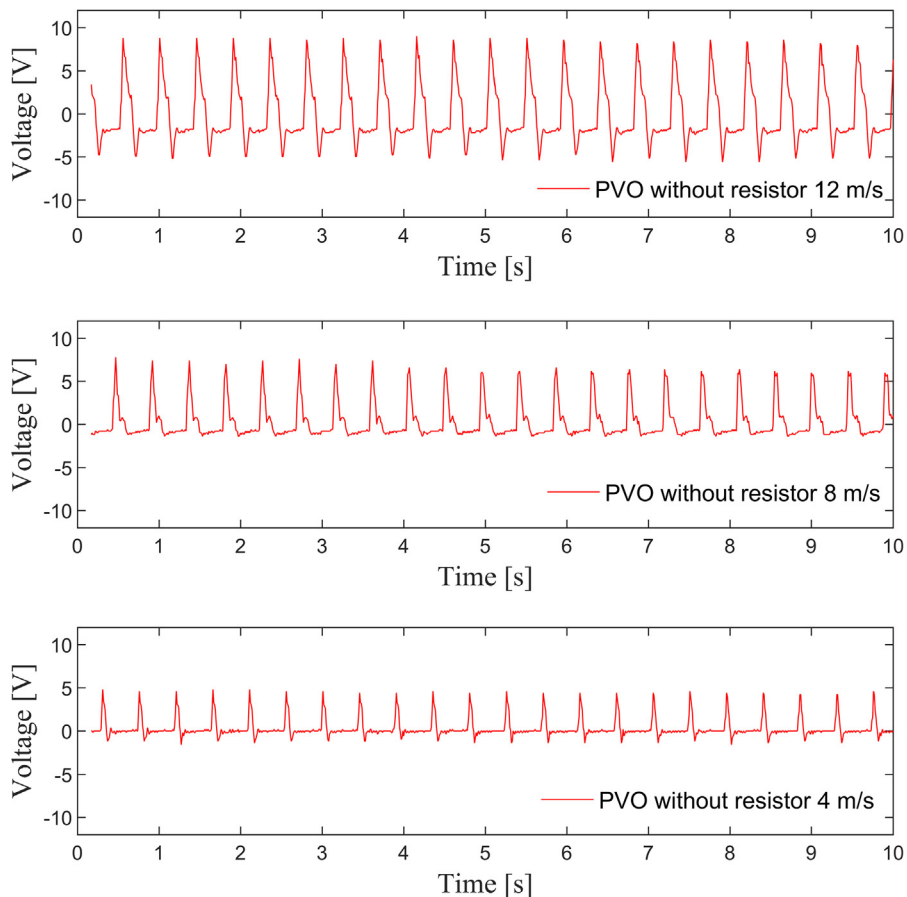 10
5
0
-5
-10
Voltage [V]
PVO without resistor 12 m/s
0 1 2 3 4 5 6 7 8 9 10
Time [s]
10
5
0
-5
-10
Voltage [V]
PVO without resistor 8 m/s
0 1 2 3 4 5 6 7 8 9 10
Time [s]
10
5
0
-5
-10
Voltage [V]
PVO without resistor 4 m/s
0 1 2 3 4 5 6 7 8 9 10
Time [s]